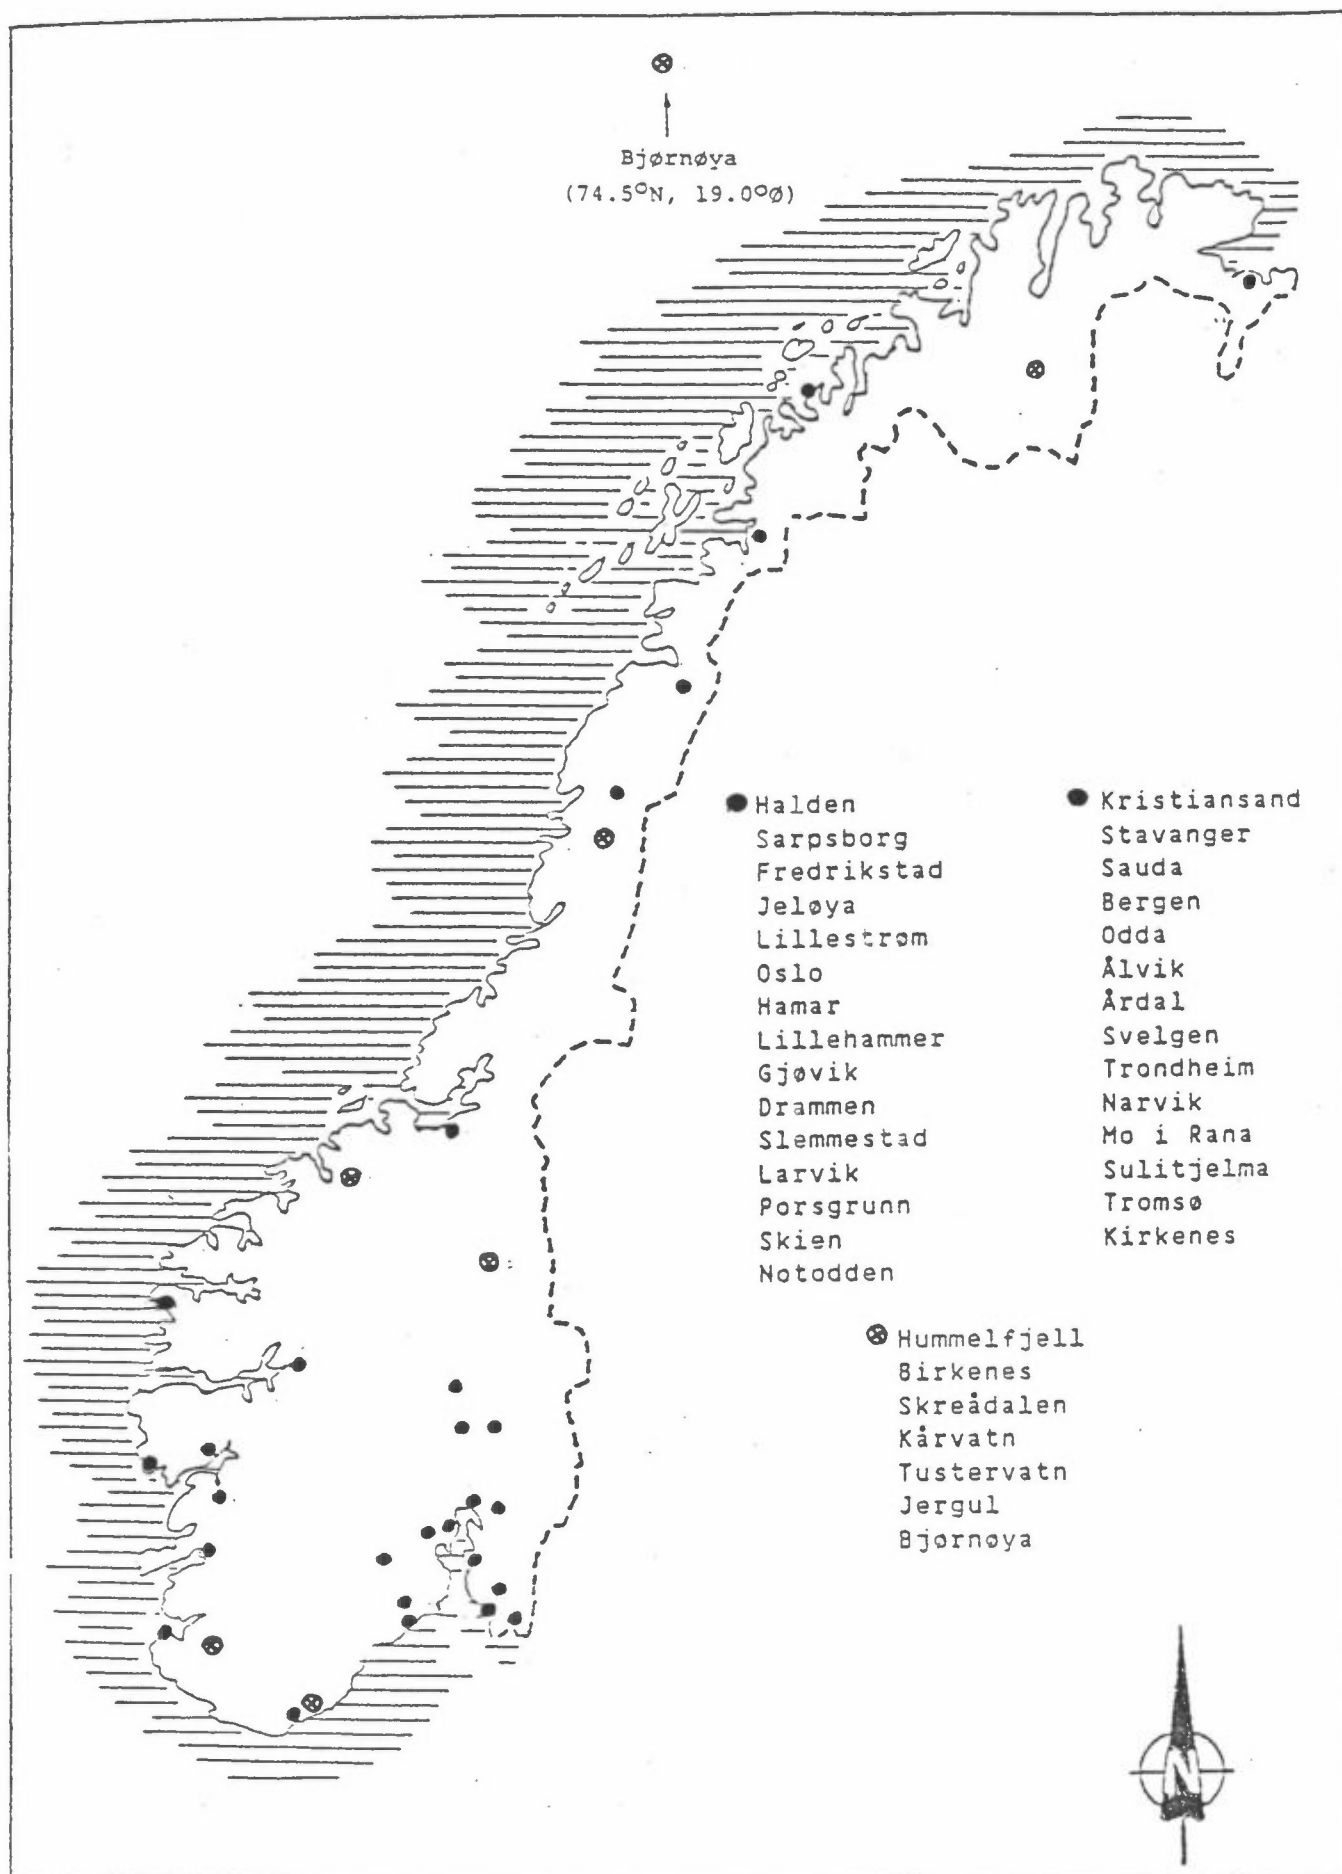 Bjørnøya
(74.5°N, 19.0°Ø)
Halden
Sarpsborg
Fredrikstad
Jeløya
Lillestrøm
Oslo
Hamar
Lillehammer
Gjøvik
Drammen
Slemmestad
Larvik
Porsgrunn
Skien
Notodden
Kristiansand
Stavanger
Sauda
Bergen
Odda
Ålvik
Årdal
Svelgen
Trondheim
Narvik
Mo i Rana
Sulitjelma
Tromsø
Kirkenes
Hummelfjell
Birkenes
Skreådalen
Kårvatn
Tustervatn
Jergul
Bjørnøya
N